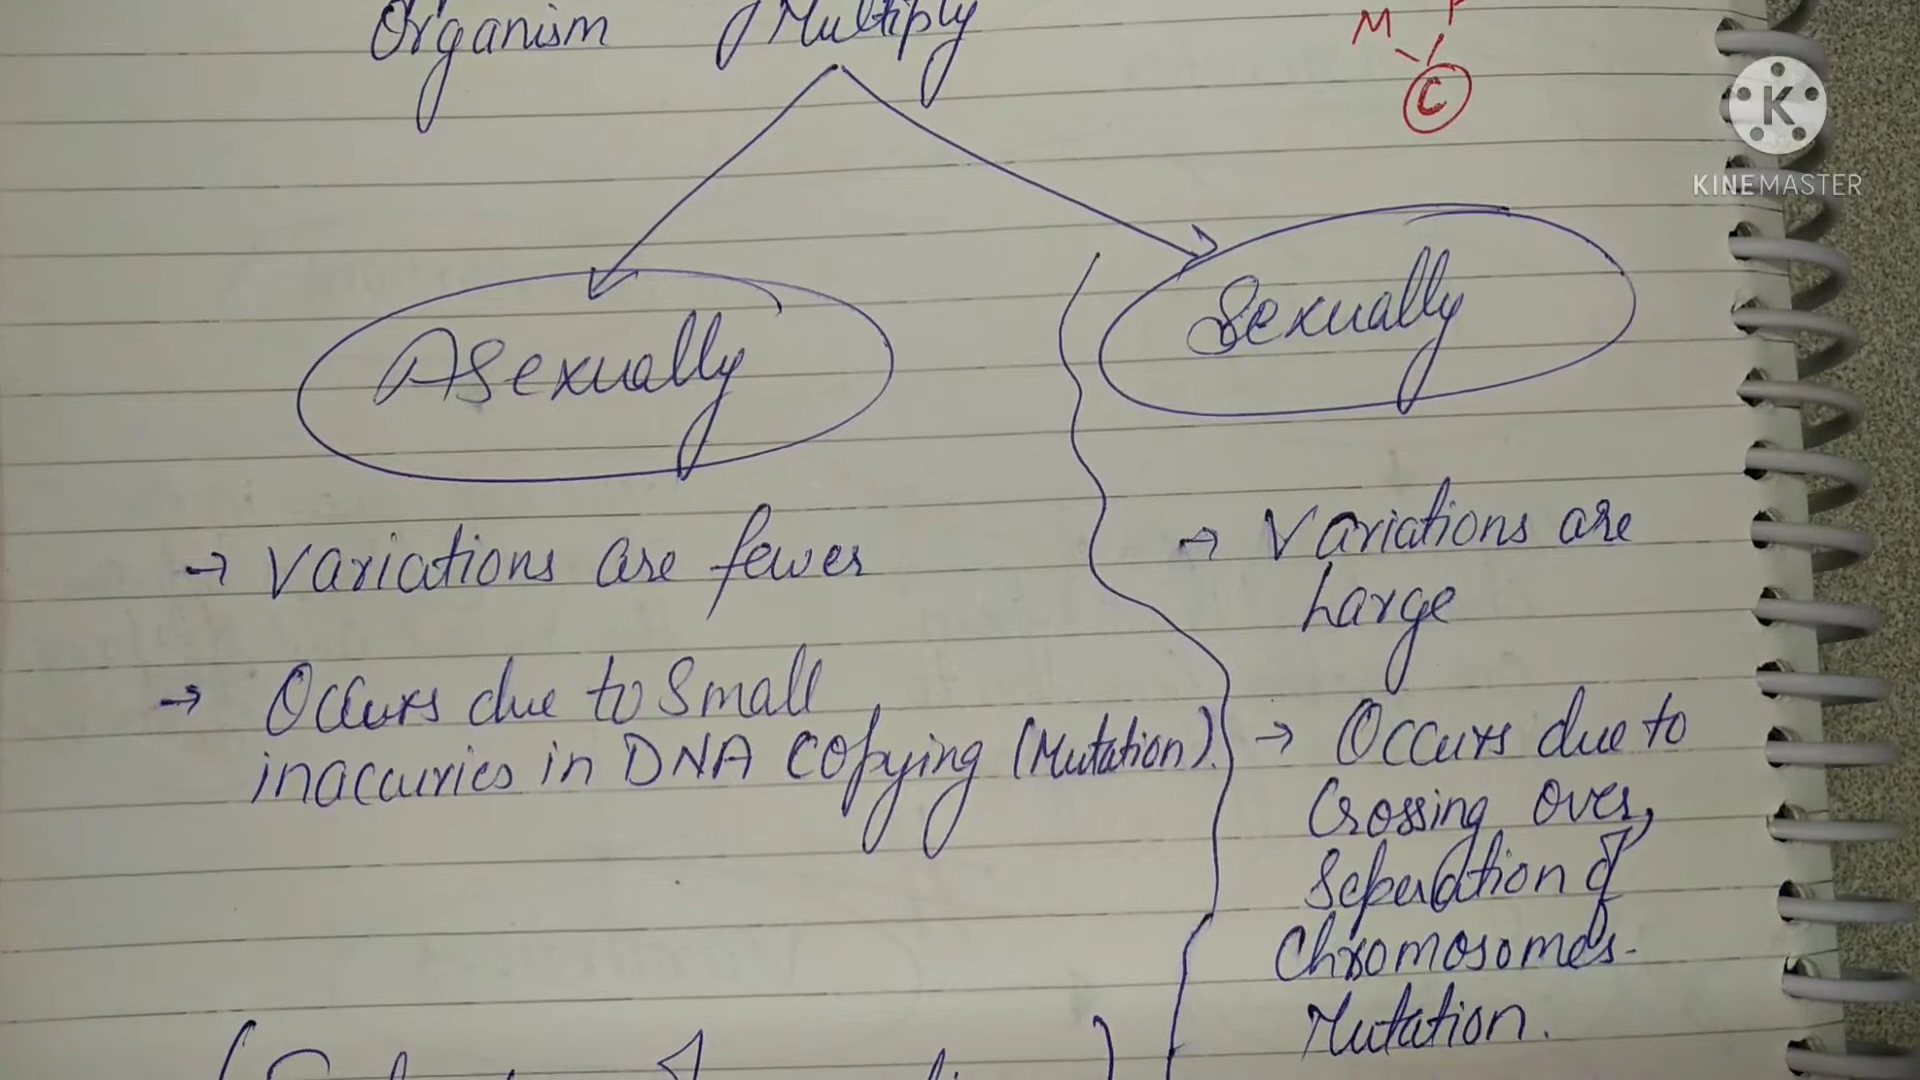 Organism Multiply
M F
C
K
KINEMASTER
Asexually
Sexually
→ Variations are fewer
→ Occurs due to Small
inaccuries in DNA Copying (Mutation).
→ Variations are
Large
→ Occurs due to
Crossing over,
Seperation of
Chromosomes.
Mutation.